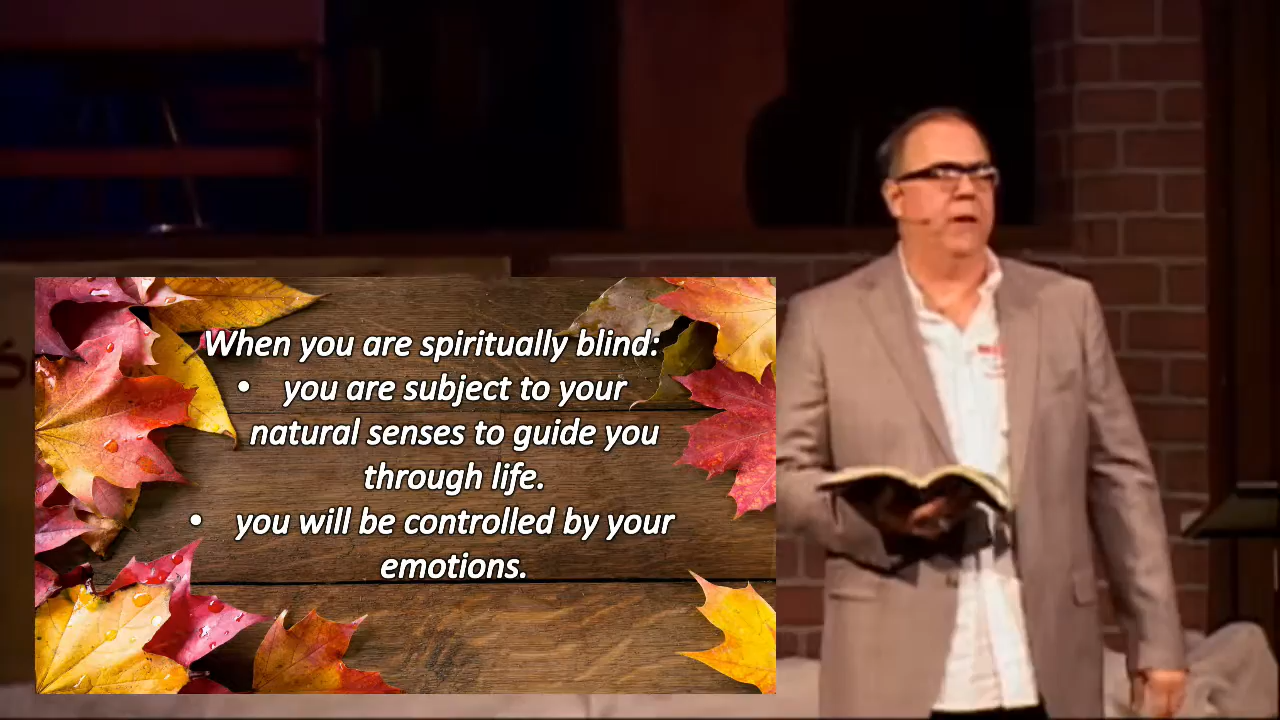 When you are spiritually blind:
• you are subject to your
natural senses to guide you
through life.
• you will be controlled by your
emotions.